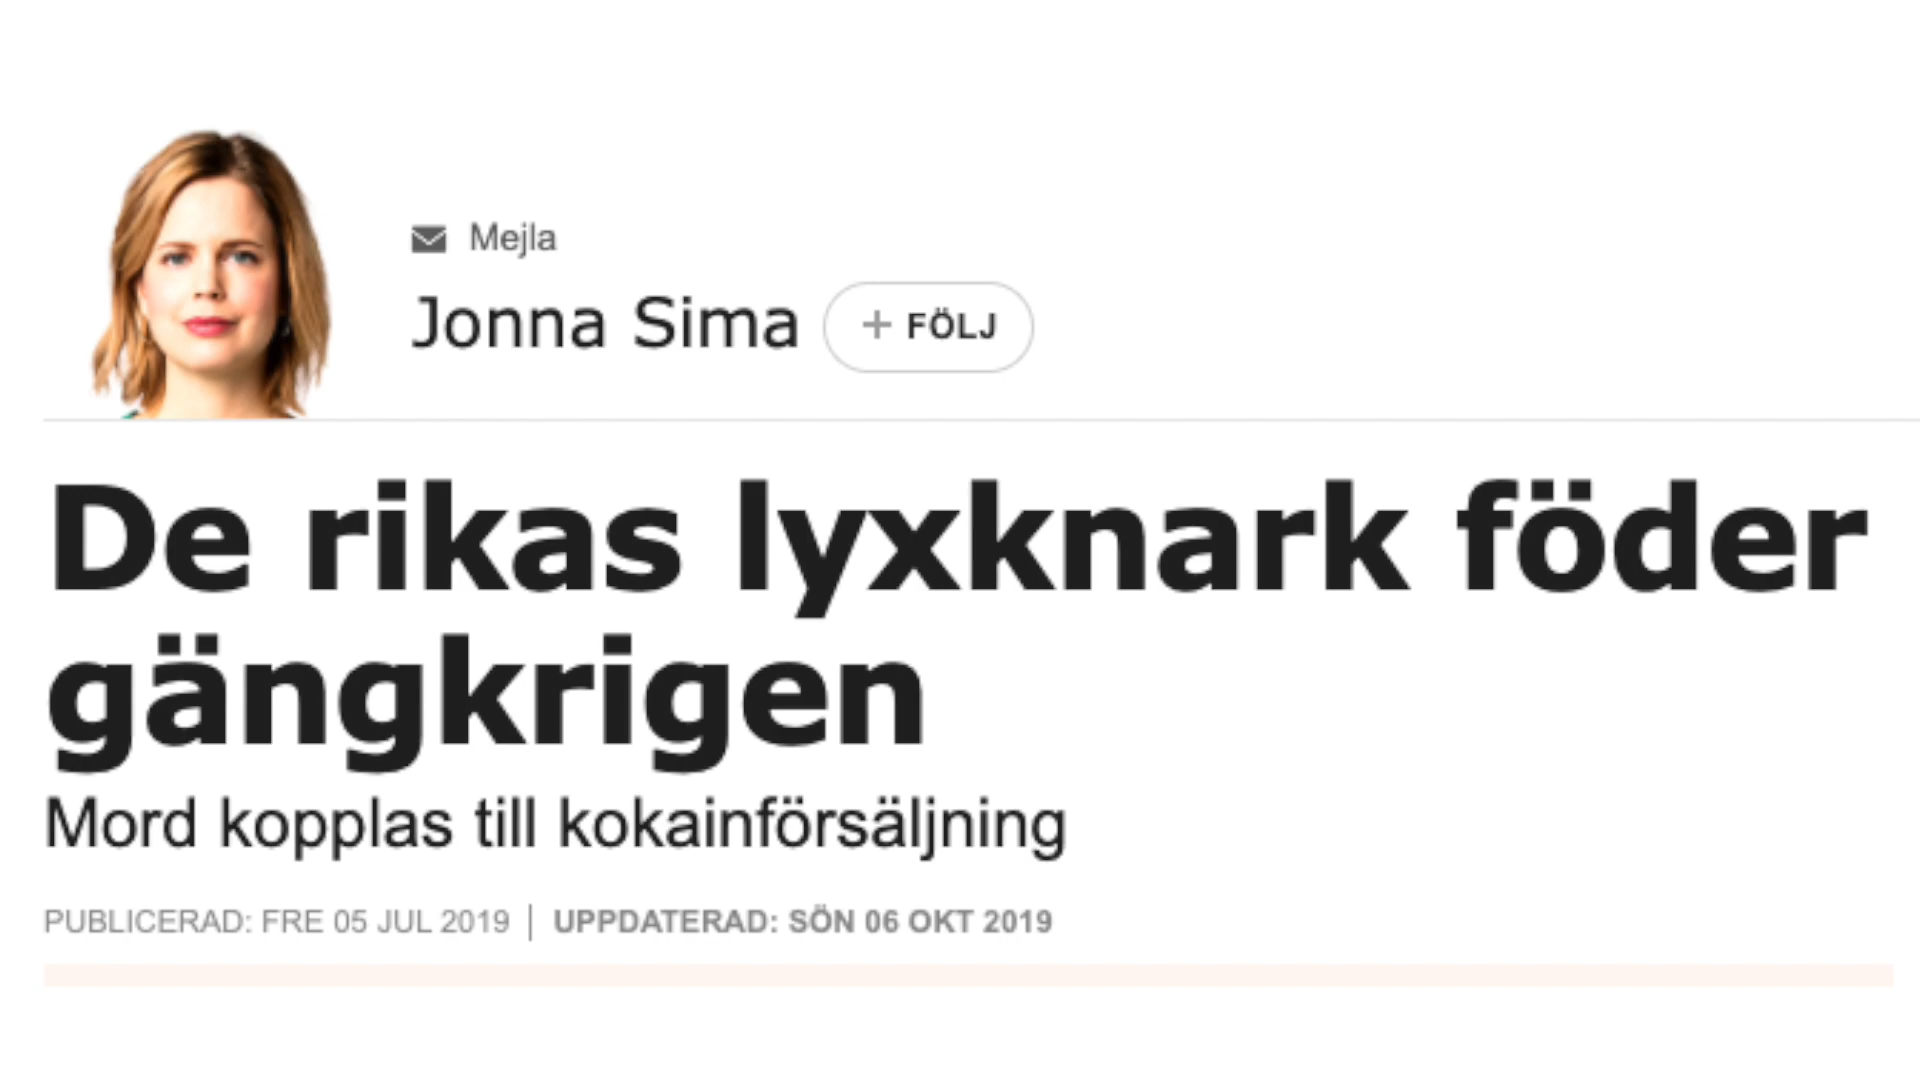 Mejla
Jonna Sima + FÖLJ
De rikas lyxknark föder
gängkrigen
Mord kopplas till kokainförsäljning
PUBLICERAD: FRE 05 JUL 2019 | UPPDATERAD: SÖN 06 OKT 2019